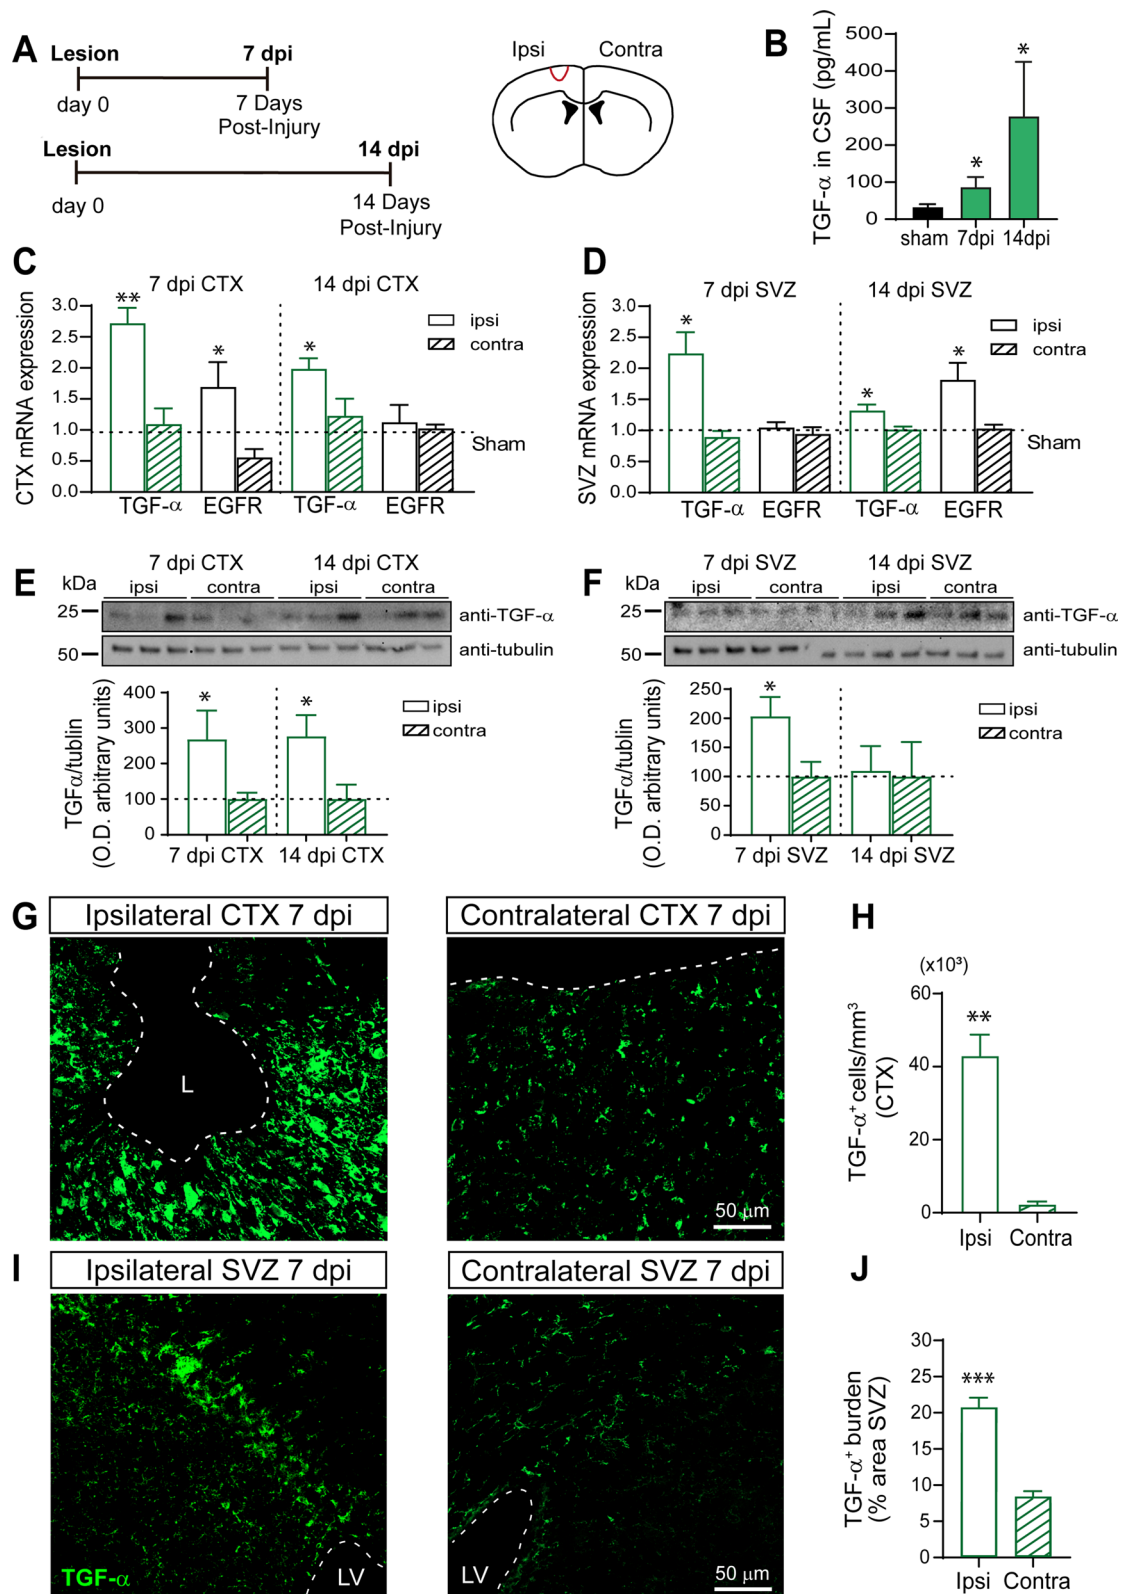 A
Lesion 7 dpi
day 0 7 Days
Post-Injury
Lesion 14 dpi
day 0 14 Days
Post-Injury
Ipsi Contra
B
TGF-α in CSF (pg/mL)
500
400
300
200
100
0
* *
sham 7dpi 14dpi
C
7 dpi CTX 14 dpi CTX
CTX mRNA expression
3.0
2.5
2.0
1.5
1.0
0.5
0.0
** * *
ipsi
contra
Sham
TGF-α EGFR TGF-α EGFR
D
7 dpi SVZ 14 dpi SVZ
SVZ mRNA expression
3.0
2.5
2.0
1.5
1.0
0.5
0.0
* * *
ipsi
contra
Sham
TGF-α EGFR TGF-α EGFR
E
7 dpi CTX 14 dpi CTX
kDa ipsi contra ipsi contra
25 anti-TGF-α
50 anti-tubulin
TGFα/tublin
(O.D. arbitrary units)
400
300
200
100
0
* *
ipsi
contra
7 dpi CTX 14 dpi CTX
F
7 dpi SVZ 14 dpi SVZ
kDa ipsi contra ipsi contra
25 anti-TGF-α
50 anti-tubulin
TGFα/tublin
(O.D. arbitrary units)
250
200
150
100
50
0
*
ipsi
contra
7 dpi SVZ 14 dpi SVZ
G
Ipsilateral CTX 7 dpi
Contralateral CTX 7 dpi
L
50 µm
H
(x10³)
TGF-α⁺ cells/mm³
(CTX)
60
40
20
0
**
Ipsi Contra
I
Ipsilateral SVZ 7 dpi
Contralateral SVZ 7 dpi
TGF-α
LV
LV
50 µm
J
TGF-α⁺ burden
(% area SVZ)
30
25
20
15
10
5
0
***
Ipsi Contra